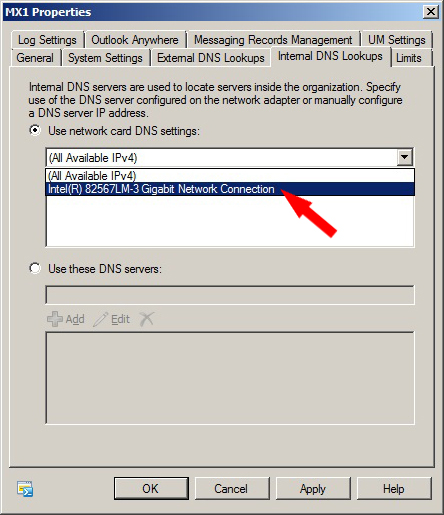 MX1 Properties
Log Settings Outlook Anywhere Messaging Records Management UM Settings
General System Settings External DNS Lookups Internal DNS Lookups Limits
Internal DNS servers are used to locate servers inside the organization. Specify
use of the DNS server configured on the network adapter or manually configure
a DNS server IP address.
Use network card DNS settings:
(All Available IPv4)
(All Available IPv4)
Intel(R) 82567LM-3 Gigabit Network Connection
Use these DNS servers:
Add Edit
OK Cancel Apply Help